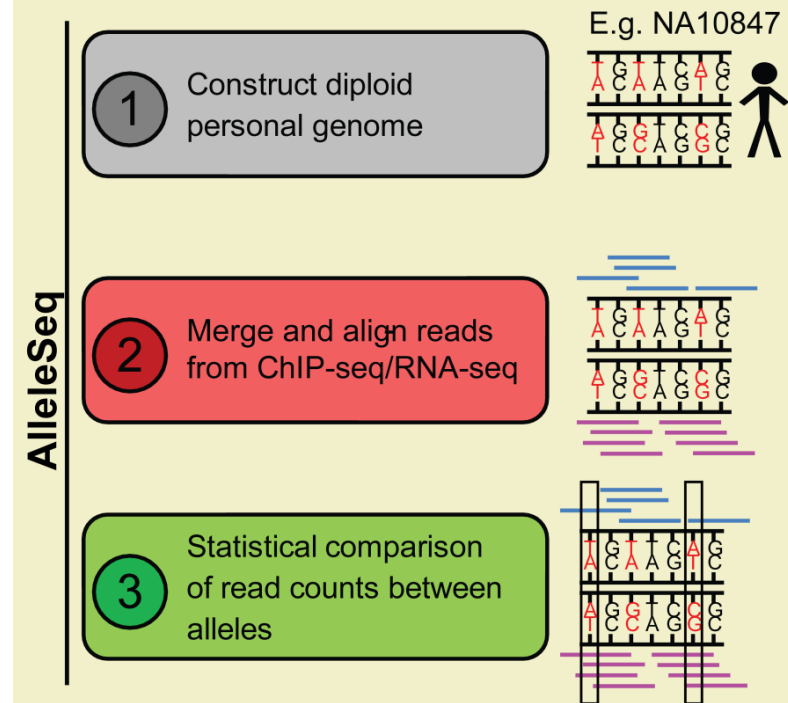 E.g. NA10847
1
Construct diploid
personal genome
T G T T C A G
A C A A G T C
A G G T C C G
T C C A G G C
AlleleSeq
2
Merge and align reads
from ChIP-seq/RNA-seq
T G T T C A G
A C A A G T C
A G G T C C G
T C C A G G C
3
Statistical comparison
of read counts between
alleles
T G T T C A G
A C A A G T C
A G G T C C G
T C C A G G C